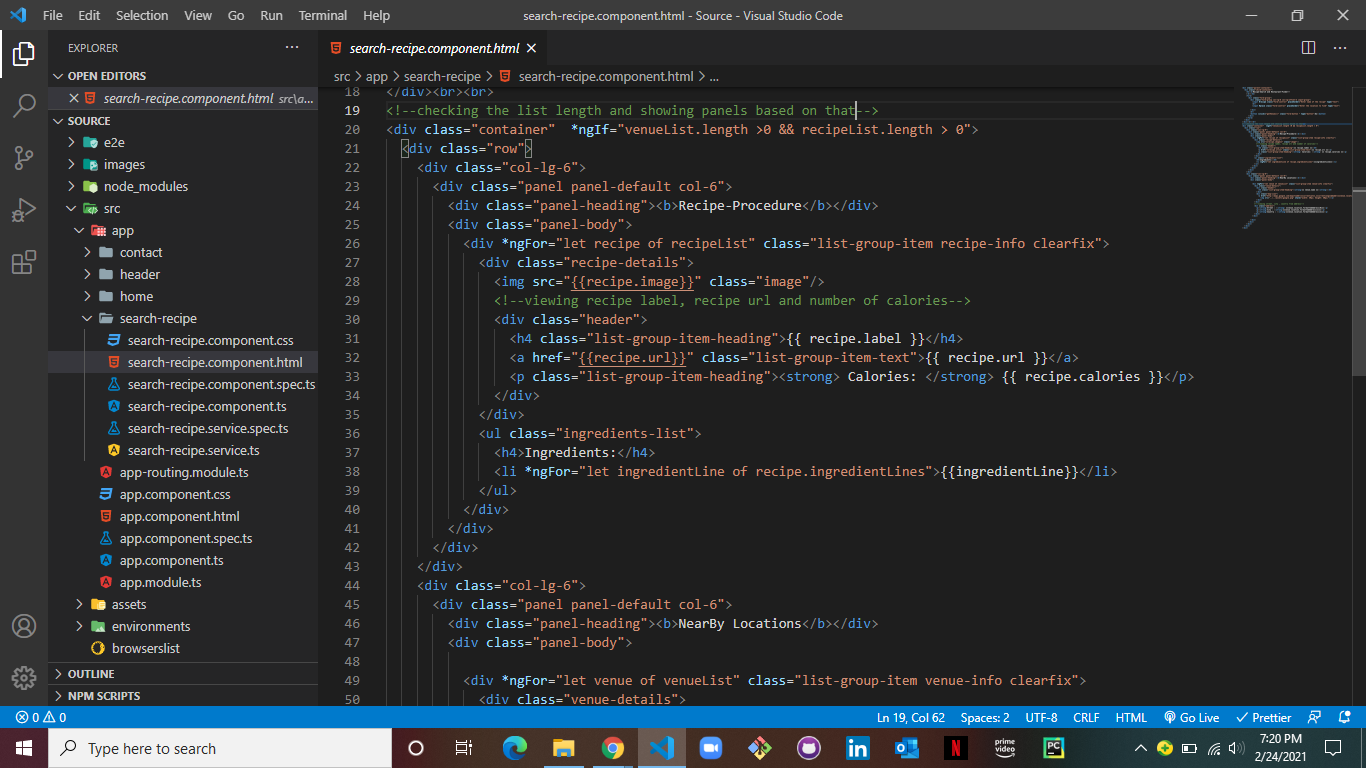 File Edit Selection View Go Run Terminal Help search-recipe.component.html - Source - Visual Studio Code
EXPLORER
OPEN EDITORS
search-recipe.component.html src\a...
SOURCE
e2e
images
node_modules
src
app
contact
header
home
search-recipe
search-recipe.component.css
search-recipe.component.html
search-recipe.component.spec.ts
search-recipe.component.ts
search-recipe.service.spec.ts
search-recipe.service.ts
app-routing.module.ts
app.component.css
app.component.html
app.component.spec.ts
app.component.ts
app.module.ts
assets
environments
browserslist
OUTLINE
NPM SCRIPTS
search-recipe.component.html
src > app > search-recipe > search-recipe.component.html > ...
18 </div><br><br>
19 <!--checking the list length and showing panels based on that-->
20 <div class="container"  *ngIf="venueList.length >0 && recipeList.length > 0">
21 <div class="row">
22 <div class="col-lg-6">
23 <div class="panel panel-default col-6">
24 <div class="panel-heading"><b>Recipe-Procedure</b></div>
25 <div class="panel-body">
26 <div *ngFor="let recipe of recipeList" class="list-group-item recipe-info clearfix">
27 <div class="recipe-details">
28 <img src="{{recipe.image}}" class="image"/>
29 <!--viewing recipe label, recipe url and number of calories-->
30 <div class="header">
31 <h4 class="list-group-item-heading">{{ recipe.label }}</h4>
32 <a href="{{recipe.url}}" class="list-group-item-text">{{ recipe.url }}</a>
33 <p class="list-group-item-heading"><strong> Calories: </strong> {{ recipe.calories }}</p>
34 </div>
35 </div>
36 <ul class="ingredients-list">
37 <h4>Ingredients:</h4>
38 <li *ngFor="let ingredientLine of recipe.ingredientLines">{{ingredientLine}}</li>
39 </ul>
40 </div>
41 </div>
42 </div>
43 </div>
44 <div class="col-lg-6">
45 <div class="panel panel-default col-6">
46 <div class="panel-heading"><b>NearBy Locations</b></div>
47 <div class="panel-body">
48
49 <div *ngFor="let venue of venueList" class="list-group-item venue-info clearfix">
50 <div class="venue-details">
0 0 Ln 19, Col 62 Spaces: 2 UTF-8 CRLF HTML Go Live Prettier
Type here to search
prime video
PC
7:20 PM
2/24/2021